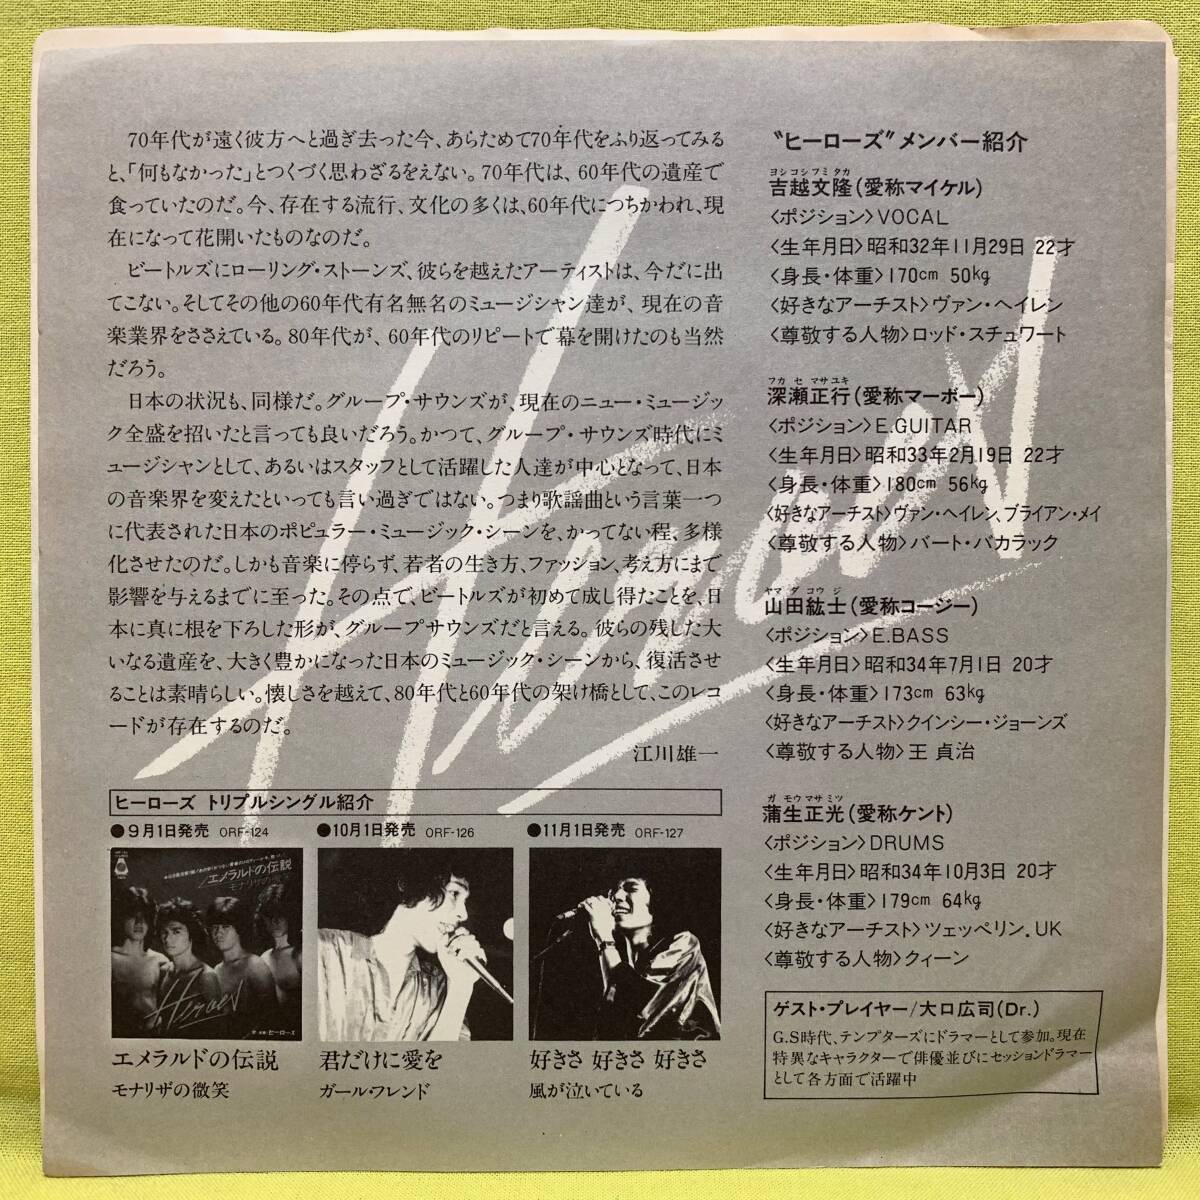 70年代が遠く彼方へと過ぎ去った今、あらためて70年代をふり返ってみる
と、「何もなかった」とつくづく思わざるをえない。70年代は、60年代の遺産で
食っていたのだ。今、存在する流行、文化の多くは、60年代につちかわれ、現
在になって花開いたものなのだ。
ビートルズにローリング・ストーンズ、彼らを越えたアーティストは、今だに出
てこない。そしてその他の60年代有名無名のミュージシャン達が、現在の音
楽業界をささえている。80年代が、60年代のリピートで幕を開けたのも当然
だろう。
日本の状況も、同様だ。グループ・サウンズが、現在のニュー・ミュージッ
ク全盛を招いたと言っても良いだろう。かつて、グループ・サウンズ時代にミ
ュージシャンとして、あるいはスタッフとして活躍した人達が中心となって、日本
の音楽界を変えたといっても言い過ぎではない。つまり歌謡曲という言葉一つ
に代表された日本のポピュラー・ミュージック・シーンを、かってない程、多様
化させたのだ。しかも音楽に停らず、若者の生き方、ファッション、考え方にまで
影響を与えるまでに至った。その点で、ビートルズが初めて成し得たことを、日
本に真に根を下ろした形が、グループサウンズだと言える。彼らの残した大
いなる遺産を、大きく豊かになった日本のミュージック・シーンから、復活させ
ることは素晴らしい。懐しさを越えて、80年代と60年代の架け橋として、このレコ
ードが存在するのだ。
江川雄一
Heroes
ヒーローズ トリプルシングル紹介
●9月1日発売 ORF-124
エメラルドの伝説
モナリザの微笑
Heroes
ヒーローズ
エメラルドの伝説
モナリザの微笑
●10月1日発売 ORF-126
君だけに愛を
ガール・フレンド
●11月1日発売 ORF-127
好きさ 好きさ 好きさ
風が泣いている
"ヒーローズ"メンバー紹介
ヨシコシフミタカ
吉越文隆(愛称マイケル)
〈ポジション〉VOCAL
〈生年月日〉昭和32年11月29日 22才
〈身長・体重〉170cm 50kg
〈好きなアーチスト〉ヴァン・ヘイレン
〈尊敬する人物〉ロッド・スチュワート
フカセ マサユキ
深瀬正行(愛称マーボー)
〈ポジション〉E.GUITAR
〈生年月日〉昭和33年2月19日 22才
〈身長・体重〉180cm 56kg
〈好きなアーチスト〉ヴァン・ヘイレン、ブライアン・メイ
〈尊敬する人物〉バート・バカラック
ヤマダ コウジ
山田紘士(愛称コージー)
〈ポジション〉E.BASS
〈生年月日〉昭和34年7月1日 20才
〈身長・体重〉173cm 63kg
〈好きなアーチスト〉クインシー・ジョーンズ
〈尊敬する人物〉王 貞治
ガモウマサミツ
蒲生正光(愛称ケント)
〈ポジション〉DRUMS
〈生年月日〉昭和34年10月3日 20才
〈身長・体重〉179cm 64kg
〈好きなアーチスト〉ツェッペリン．UK
〈尊敬する人物〉クィーン
ゲスト・プレイヤー/大口広司(Dr.)
G.S時代、テンプターズにドラマーとして参加。現在
特異なキャラクターで俳優並びにセッションドラマー
として各方面で活躍中